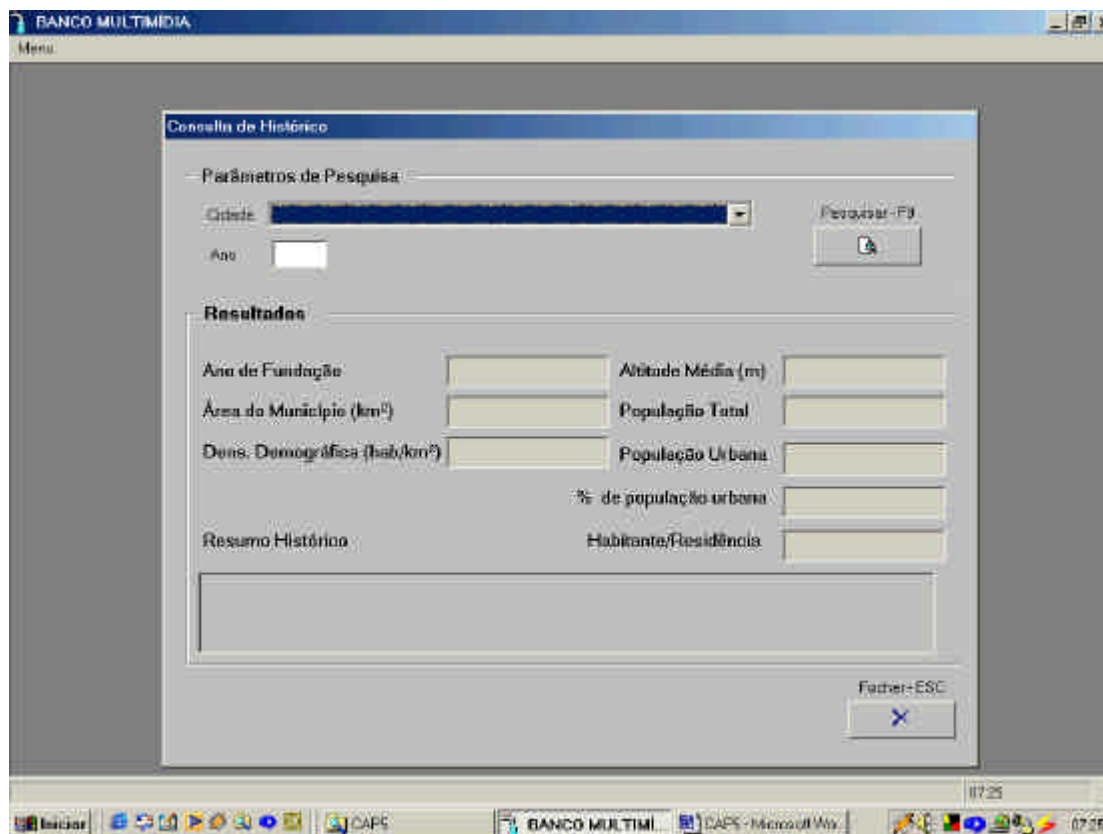 BANCO MULTIMÍDIA
Menu
Consulta de Histórico
Parâmetros de Pesquisa
Cidade
Pesquisar - F9
Ano
Resultados
Ano de Fundação
Altitude Média (m)
Área do Município (km²)
População Total
Dens. Demográfica (hab/km²)
População Urbana
% de população urbana
Resumo Histórico
Habitante/Residência
Fechar - ESC
07:25
Iniciar
CAP5
BANCO MULTIMÍ...
CAP5 - Microsoft Wo...
07:25